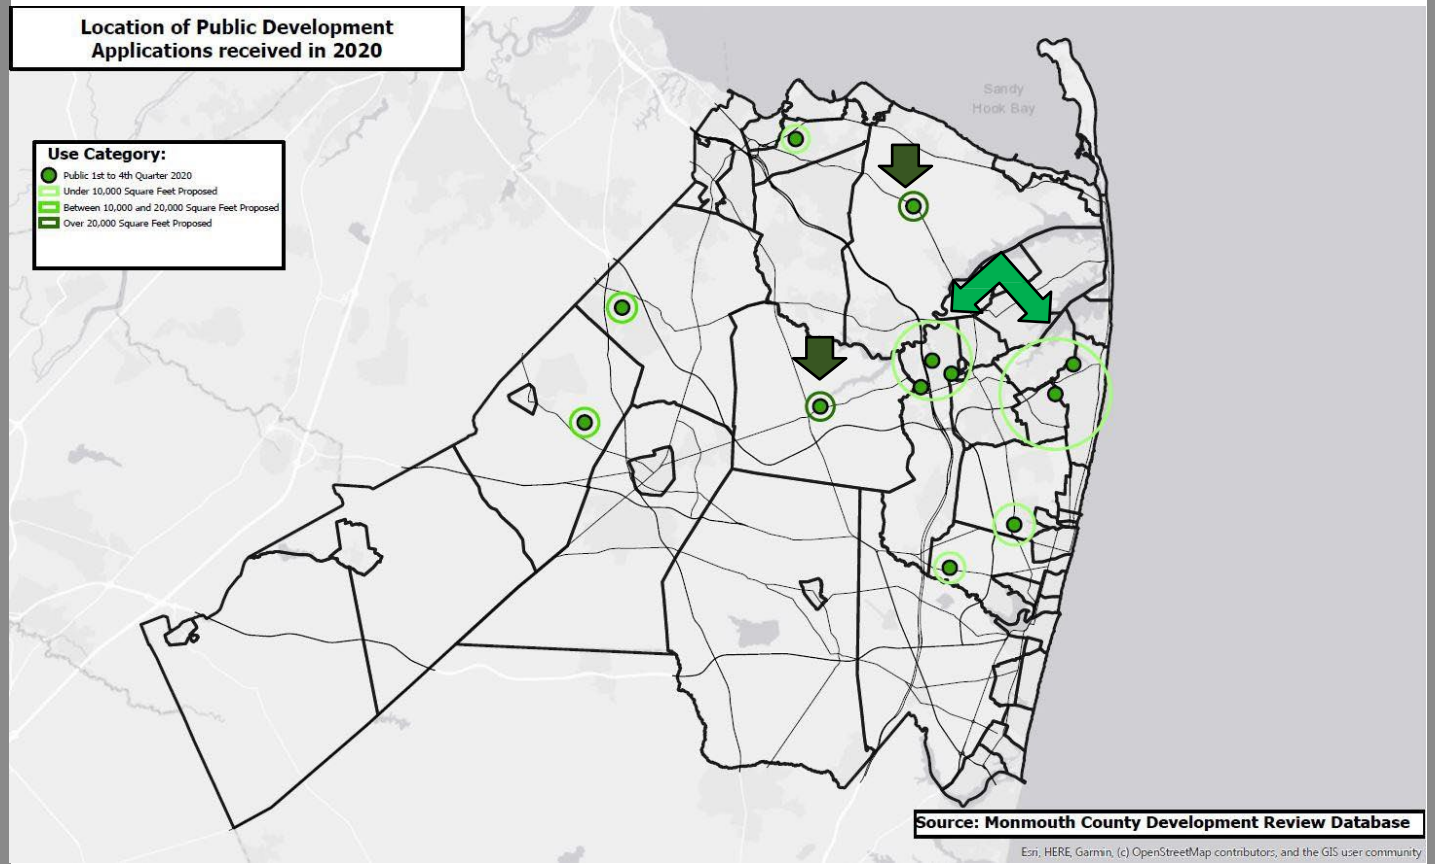 Location of Public Development
Applications received in 2020
Sandy
Hook Bay
Use Category:
Public 1st to 4th Quarter 2020
Under 10,000 Square Feet Proposed
Between 10,000 and 20,000 Square Feet Proposed
Over 20,000 Square Feet Proposed
Source: Monmouth County Development Review Database
Esri, HERE, Garmin, (c) OpenStreetMap contributors, and the GIS user community